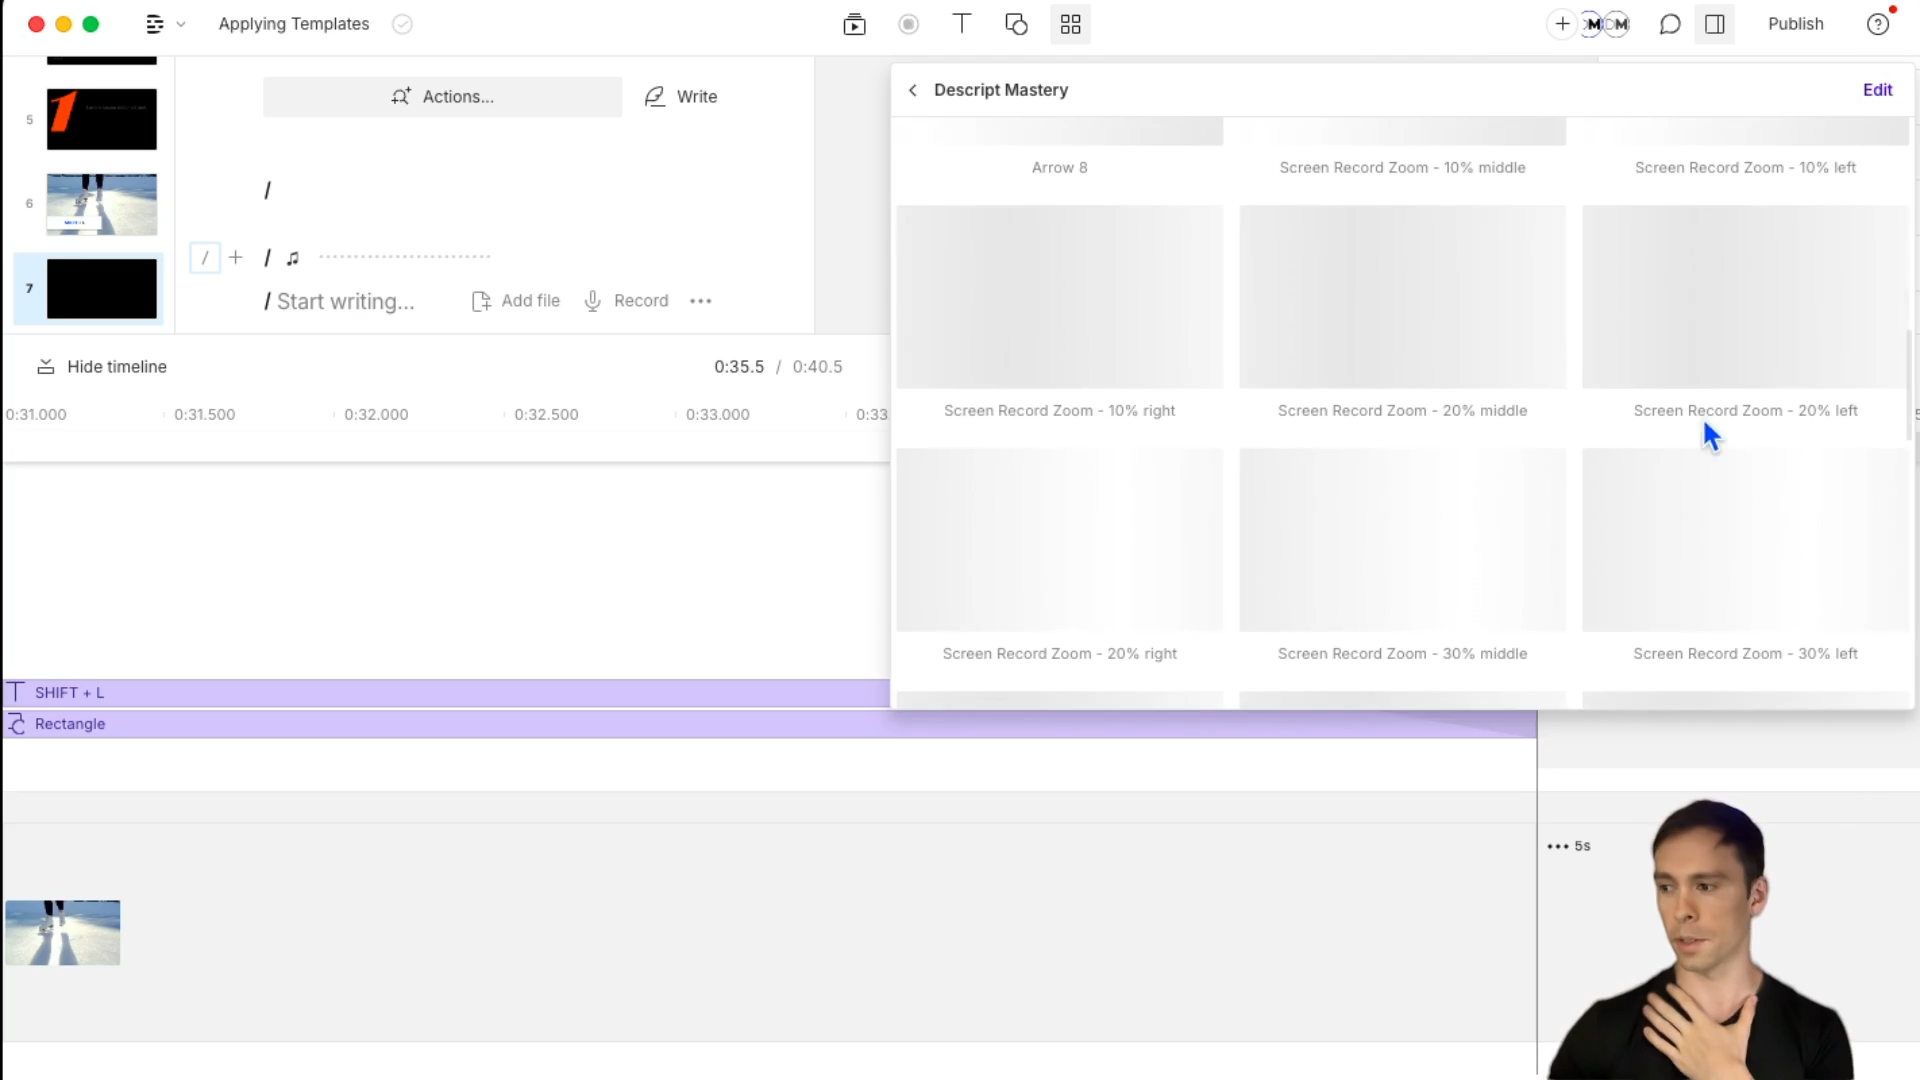 Applying Templates
M M
Publish
5
6
7
Actions...
Write
/
/ + / ♫
/ Start writing...
Add file
Record
Descript Mastery
Edit
Arrow 8
Screen Record Zoom - 10% middle
Screen Record Zoom - 10% left
Screen Record Zoom - 10% right
Screen Record Zoom - 20% middle
Screen Record Zoom - 20% left
Screen Record Zoom - 20% right
Screen Record Zoom - 30% middle
Screen Record Zoom - 30% left
Hide timeline
0:35.5 / 0:40.5
0:31.000
0:31.500
0:32.000
0:32.500
0:33.000
0:33
SHIFT + L
Rectangle
5s